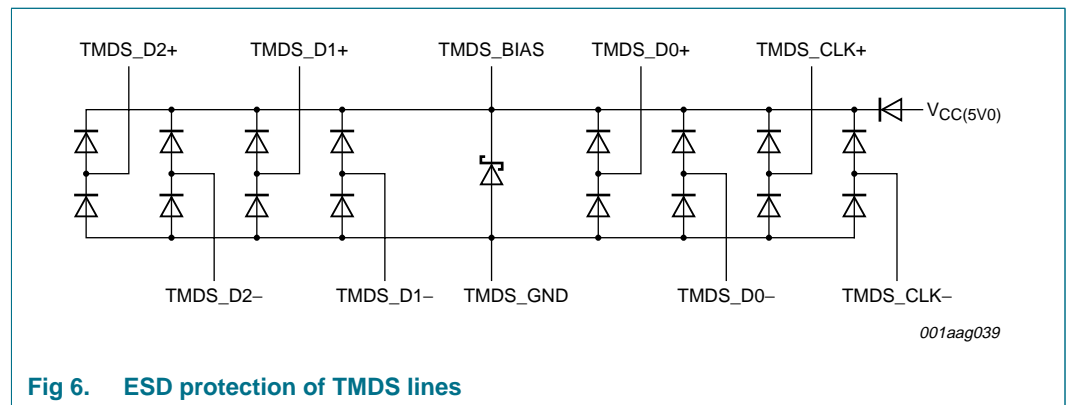 TMDS_D2+ TMDS_D1+ TMDS_BIAS TMDS_D0+ TMDS_CLK+
VCC(5V0)
TMDS_D2− TMDS_D1− TMDS_GND TMDS_D0− TMDS_CLK−
001aag039
Fig 6. ESD protection of TMDS lines